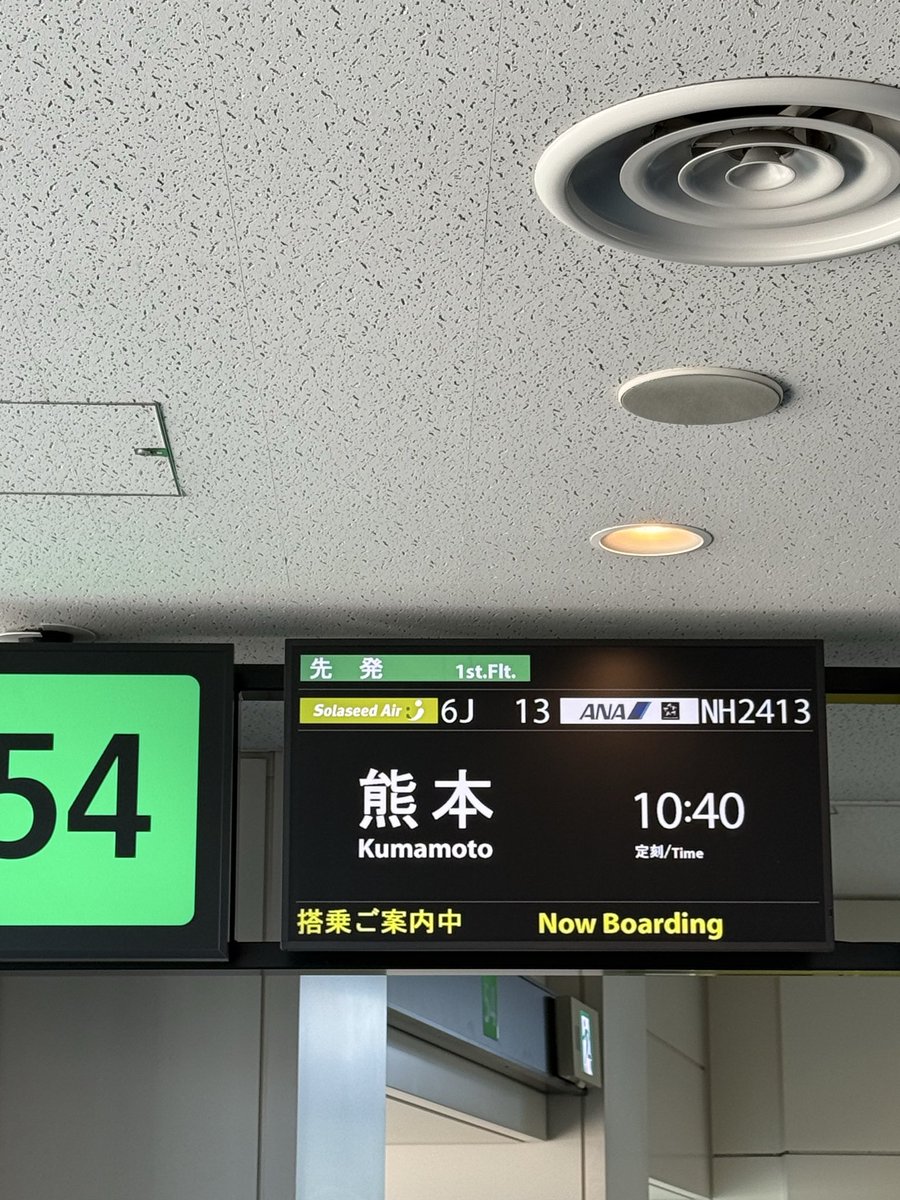 54
先 発 1st.Flt.
Solaseed Air 6J 13 ANA NH2413
熊本 10:40
Kumamoto 定刻/Time
搭乗ご案内中 Now Boarding